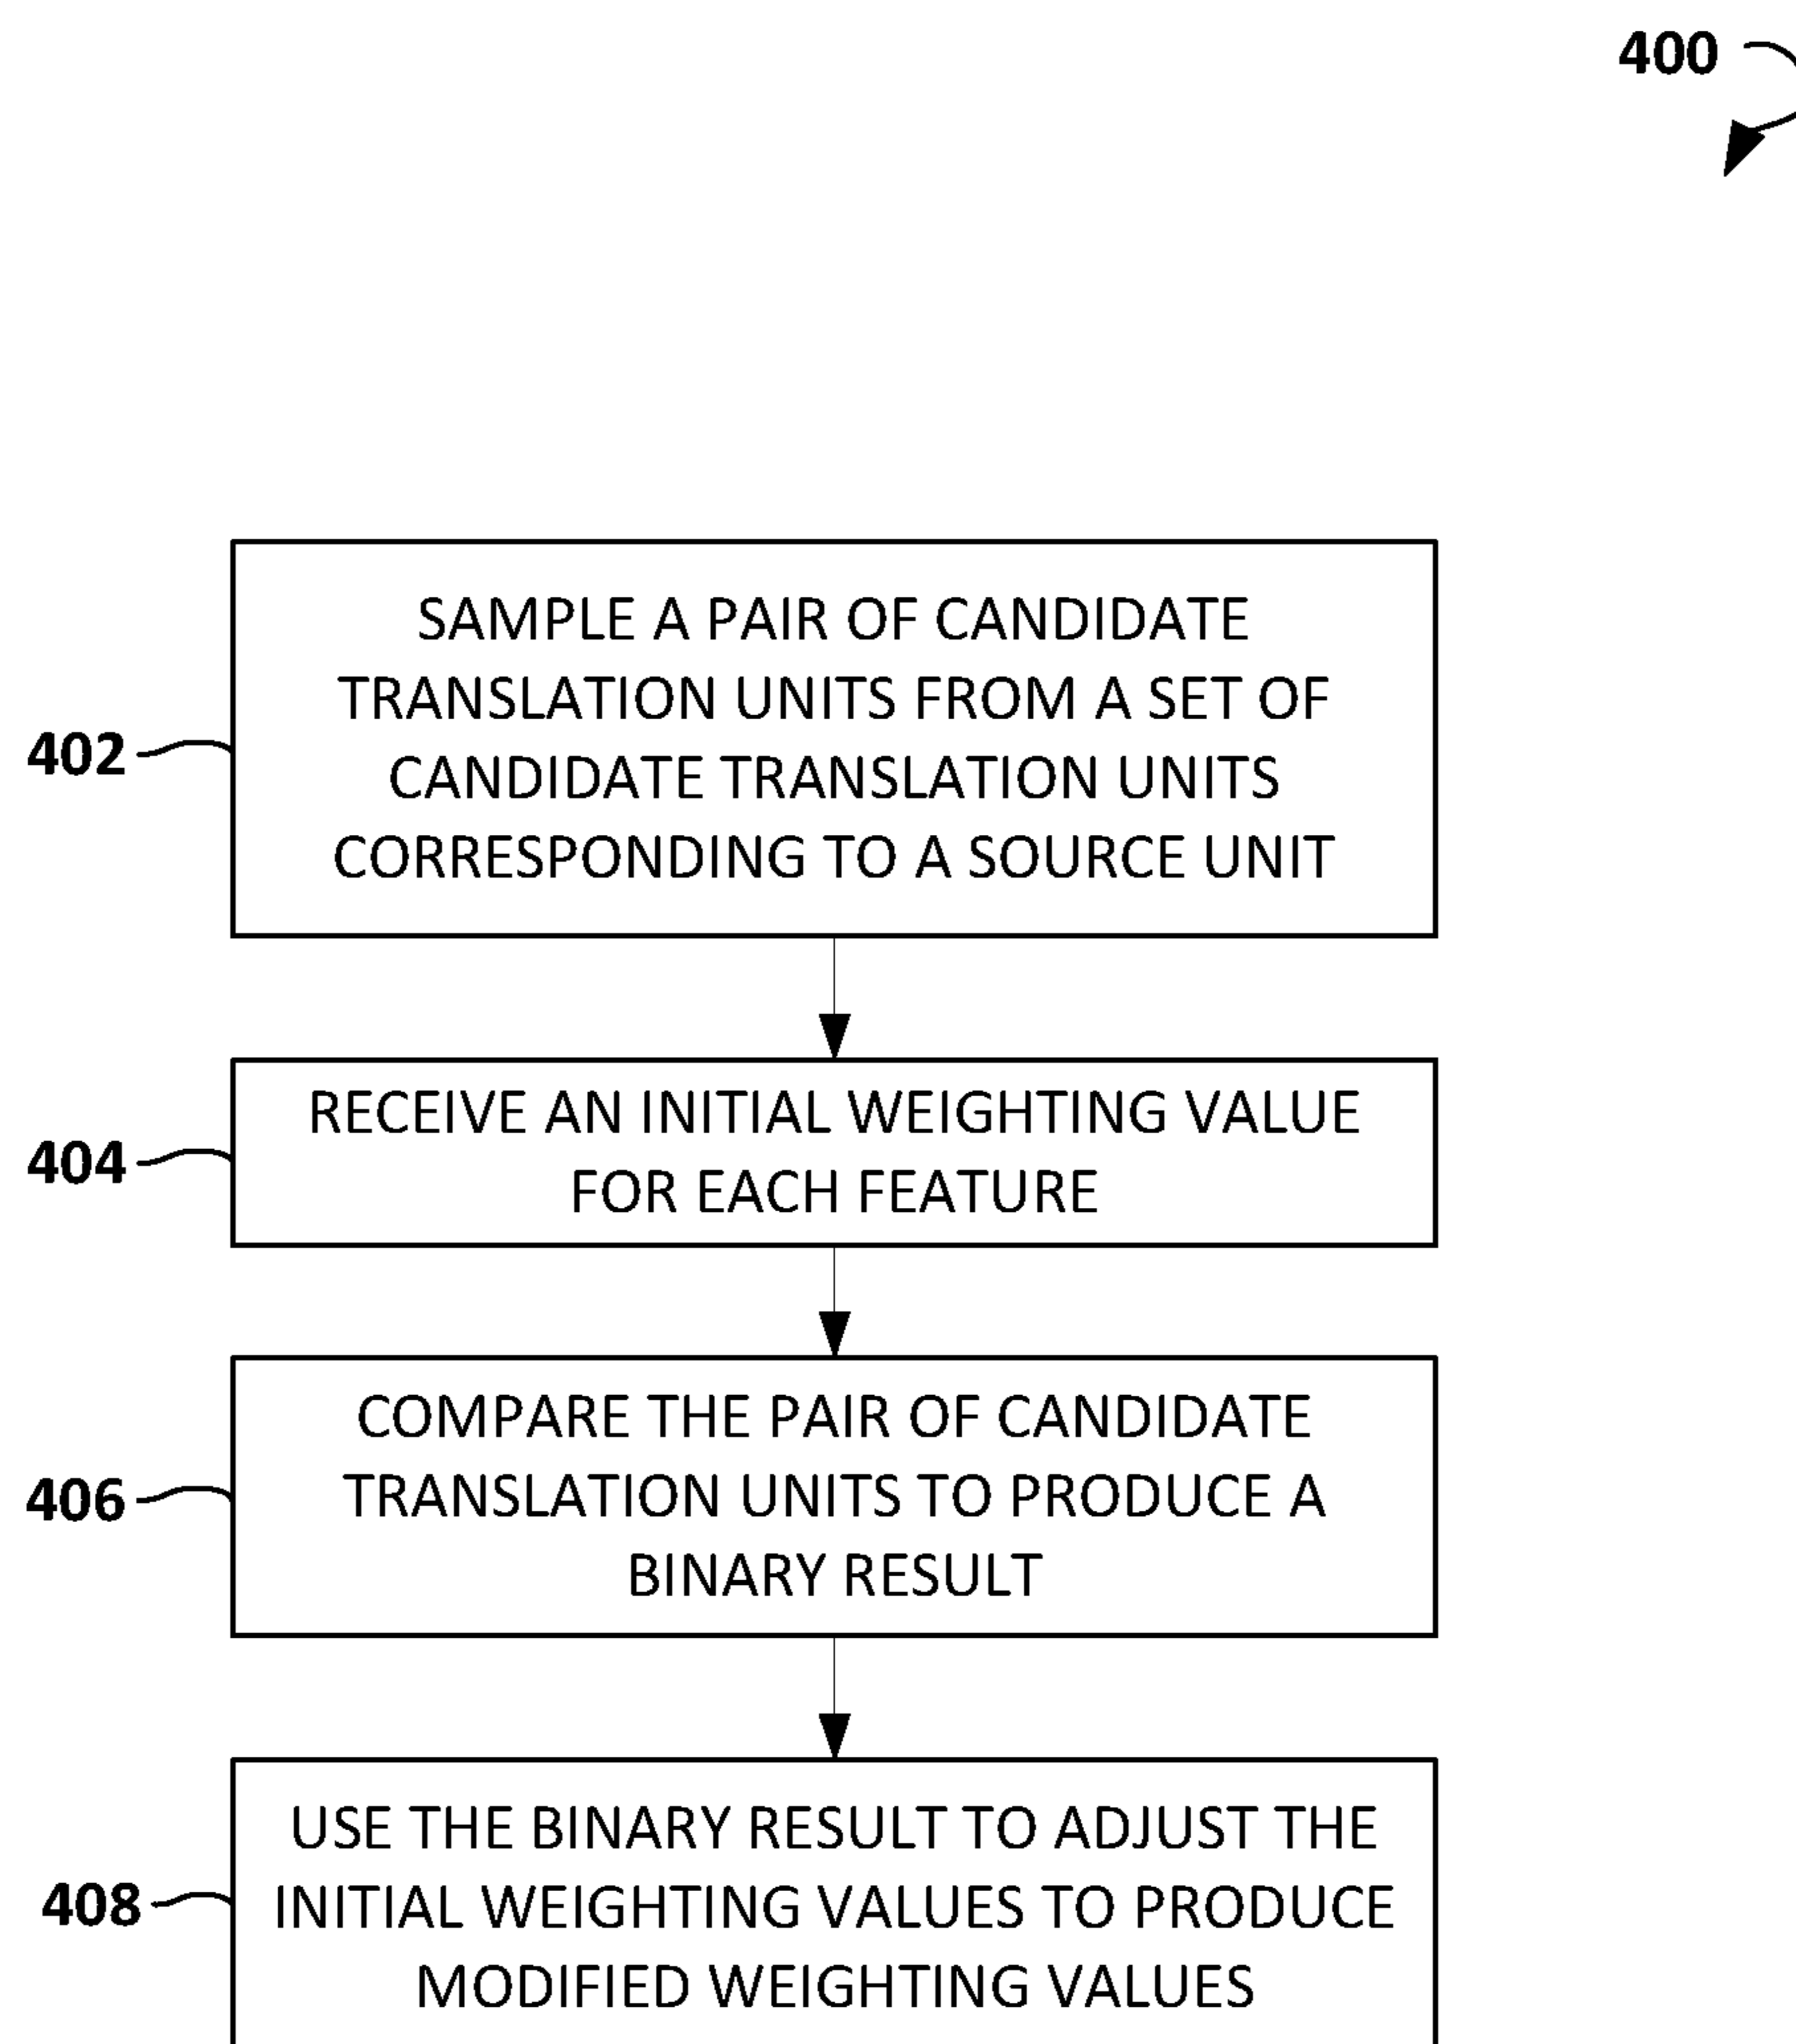 400
SAMPLE A PAIR OF CANDIDATE
TRANSLATION UNITS FROM A SET OF
CANDIDATE TRANSLATION UNITS
CORRESPONDING TO A SOURCE UNIT
402
RECEIVE AN INITIAL WEIGHTING VALUE
FOR EACH FEATURE
404
COMPARE THE PAIR OF CANDIDATE
TRANSLATION UNITS TO PRODUCE A
BINARY RESULT
406
USE THE BINARY RESULT TO ADJUST THE
INITIAL WEIGHTING VALUES TO PRODUCE
MODIFIED WEIGHTING VALUES
408